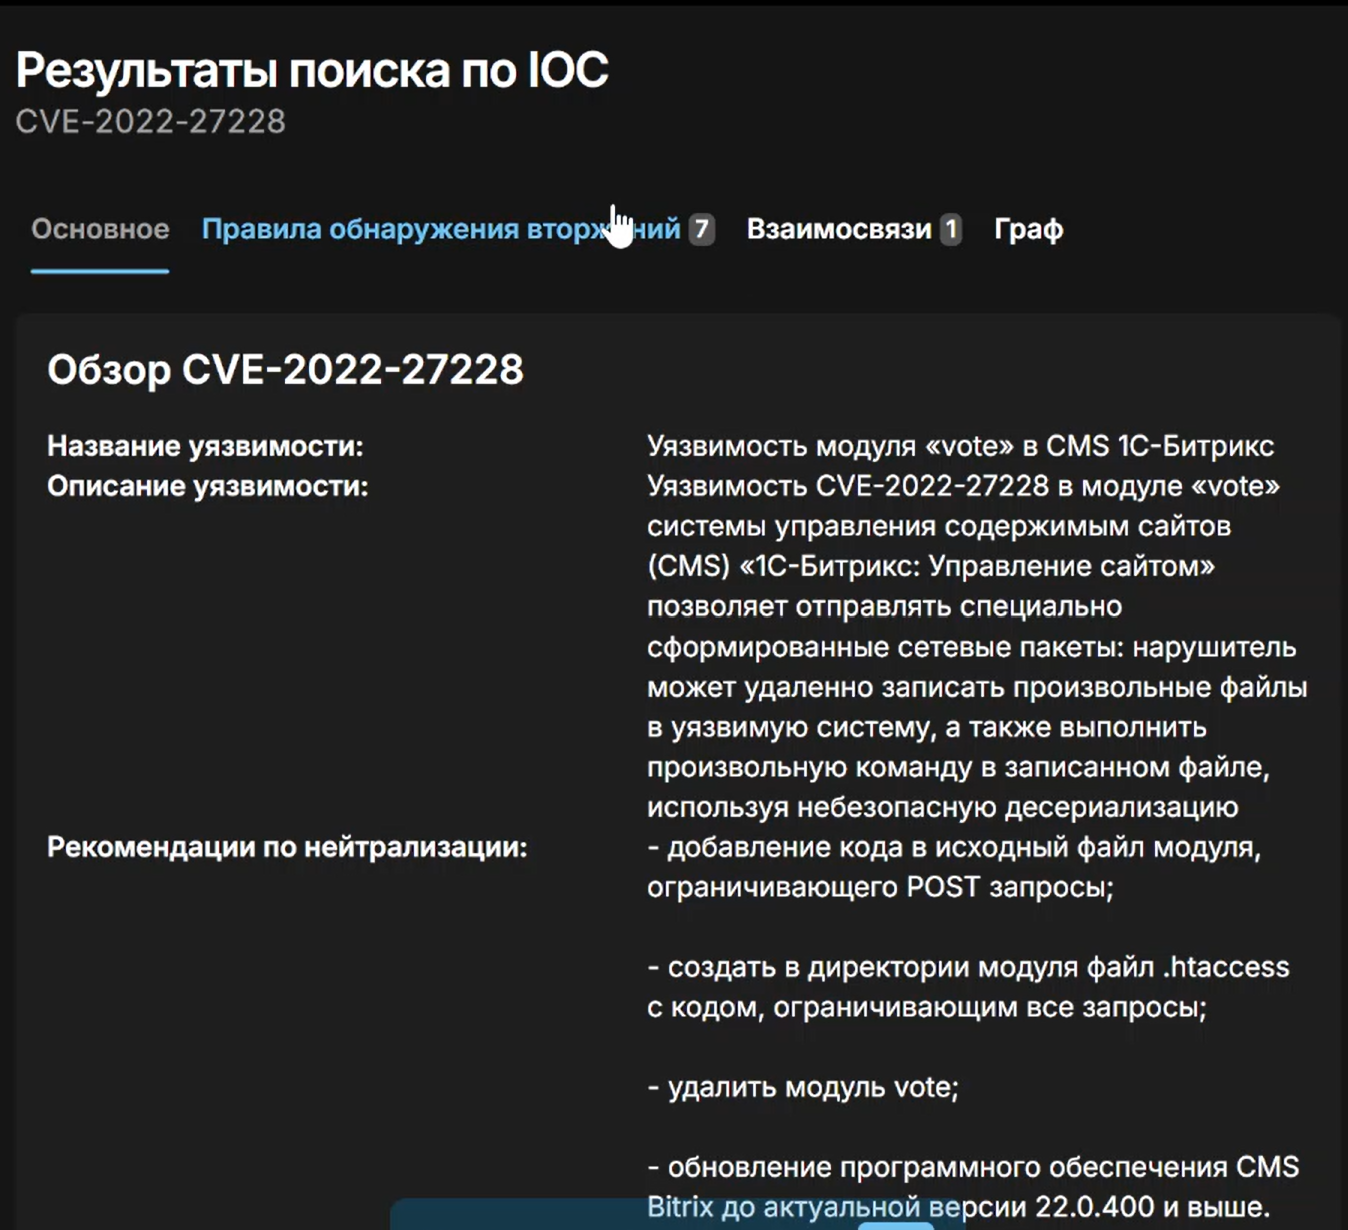 Результаты поиска по IOC
CVE-2022-27228
Основное Правила обнаружения 7 Взаимосвязи 1 Граф
Обзор CVE-2022-27228
Название уязвимости: Уязвимость модуля «vote» в CMS 1С-Битрикс
Описание уязвимости: Уязвимость CVE-2022-27228 в модуле «vote»
системы управления содержимым сайтов
(CMS) «1С-Битрикс: Управление сайтом»
позволяет отправлять специально
сформированные сетевые пакеты: нарушитель
может удаленно записать произвольные файлы
в уязвимую систему, а также выполнить
произвольную команду в записанном файле,
используя небезопасную десериализацию
Рекомендации по нейтрализации: - добавление кода в исходный файл модуля,
ограничивающего POST запросы;
- создать в директории модуля файл .htaccess
с кодом, ограничивающим все запросы;
- удалить модуль vote;
- обновление программного обеспечения CMS
Bitrix до актуальной версии 22.0.400 и выше.